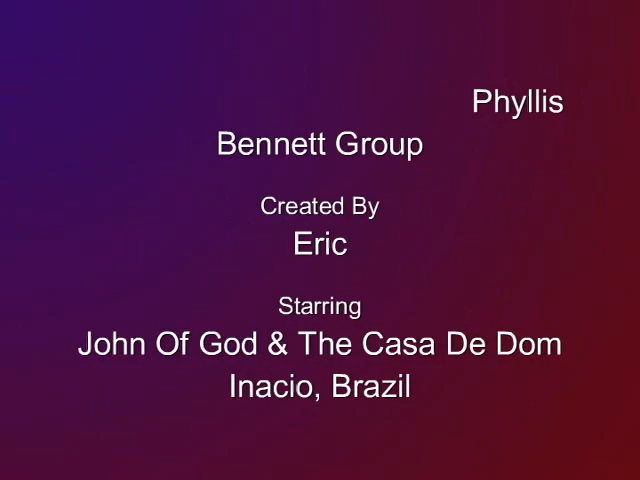 Phyllis
Bennett Group
Created By
Eric
Starring
John Of God & The Casa De Dom
Inacio, Brazil